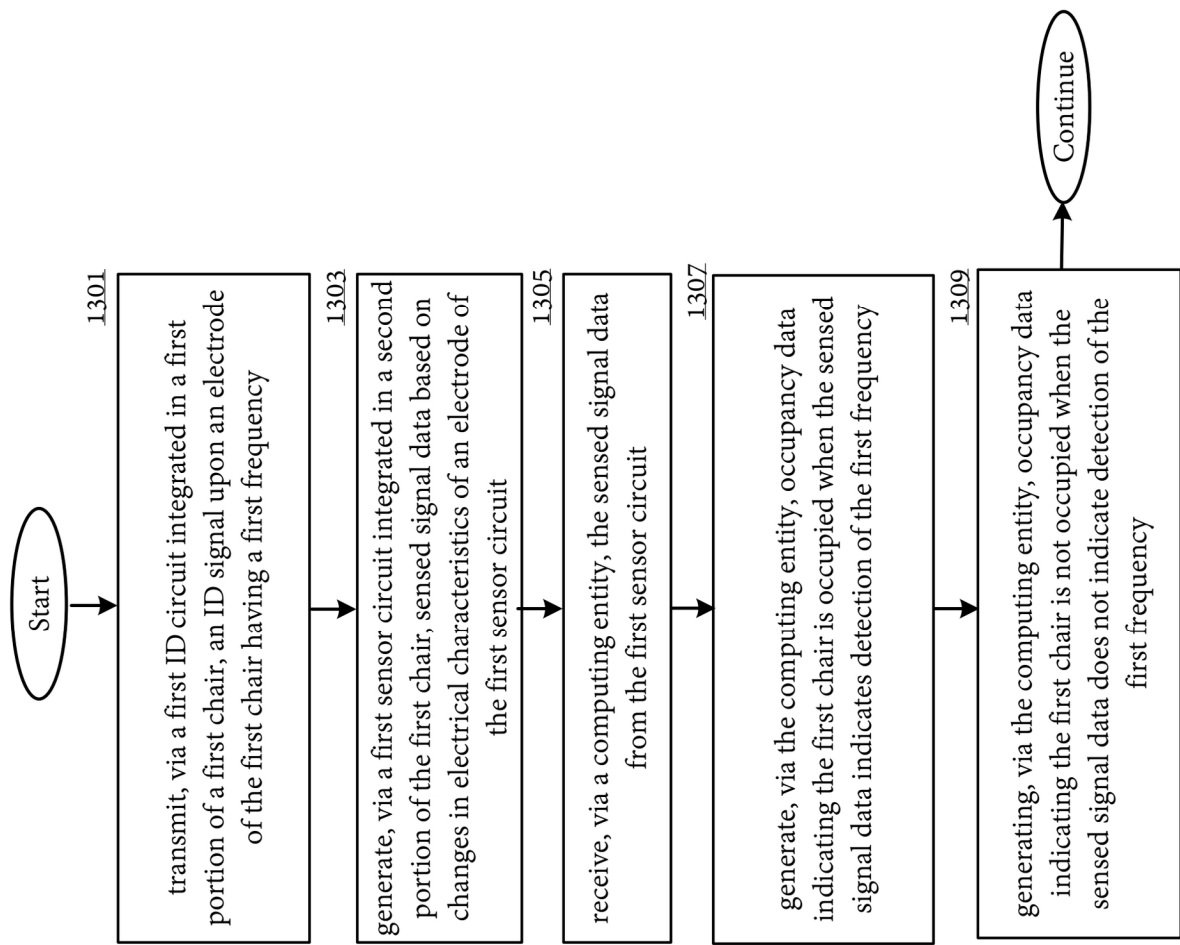 Start
1301
transmit, via a first ID circuit integrated in a first
portion of a first chair, an ID signal upon an electrode
of the first chair having a first frequency
1303
generate, via a first sensor circuit integrated in a second
portion of the first chair, sensed signal data based on
changes in electrical characteristics of an electrode of
the first sensor circuit
1305
receive, via a computing entity, the sensed signal data
from the first sensor circuit
1307
generate, via the computing entity, occupancy data
indicating the first chair is occupied when the sensed
signal data indicates detection of the first frequency
1309
generating, via the computing entity, occupancy data
indicating the first chair is not occupied when the
sensed signal data does not indicate detection of the
first frequency
Continue